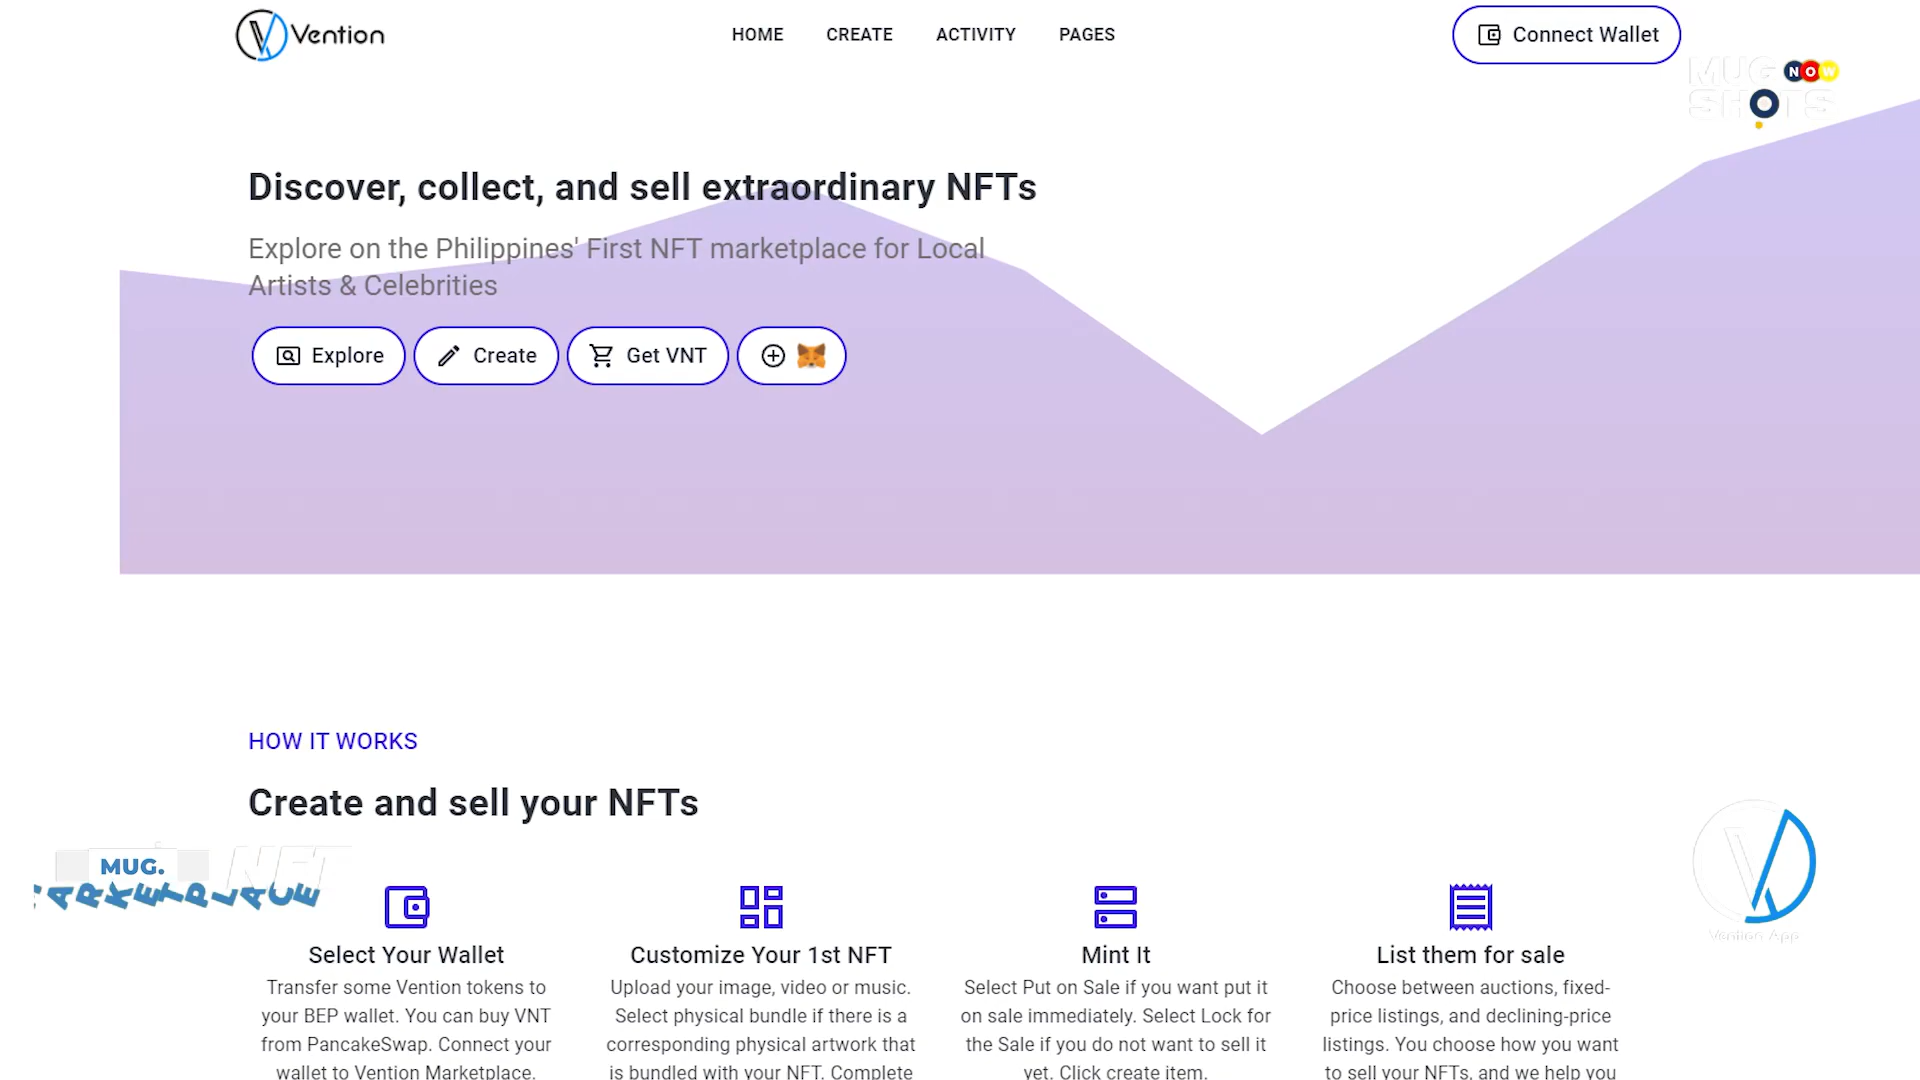 Vention
HOME CREATE ACTIVITY PAGES
Connect Wallet
MUG NOW
SHOTS
Discover, collect, and sell extraordinary NFTs
Explore on the Philippines' First NFT marketplace for Local
Artists & Celebrities
Explore
Create
Get VNT
HOW IT WORKS
Create and sell your NFTs
MUG.
NFT
MARKETPLACE
Vention App
Select Your Wallet
Transfer some Vention tokens to
your BEP wallet. You can buy VNT
from PancakeSwap. Connect your
wallet to Vention Marketplace.
Customize Your 1st NFT
Upload your image, video or music.
Select physical bundle if there is a
corresponding physical artwork that
is bundled with your NFT. Complete
Mint It
Select Put on Sale if you want put it
on sale immediately. Select Lock for
the Sale if you do not want to sell it
yet. Click create item.
List them for sale
Choose between auctions, fixed-
price listings, and declining-price
listings. You choose how you want
to sell your NFTs, and we help you